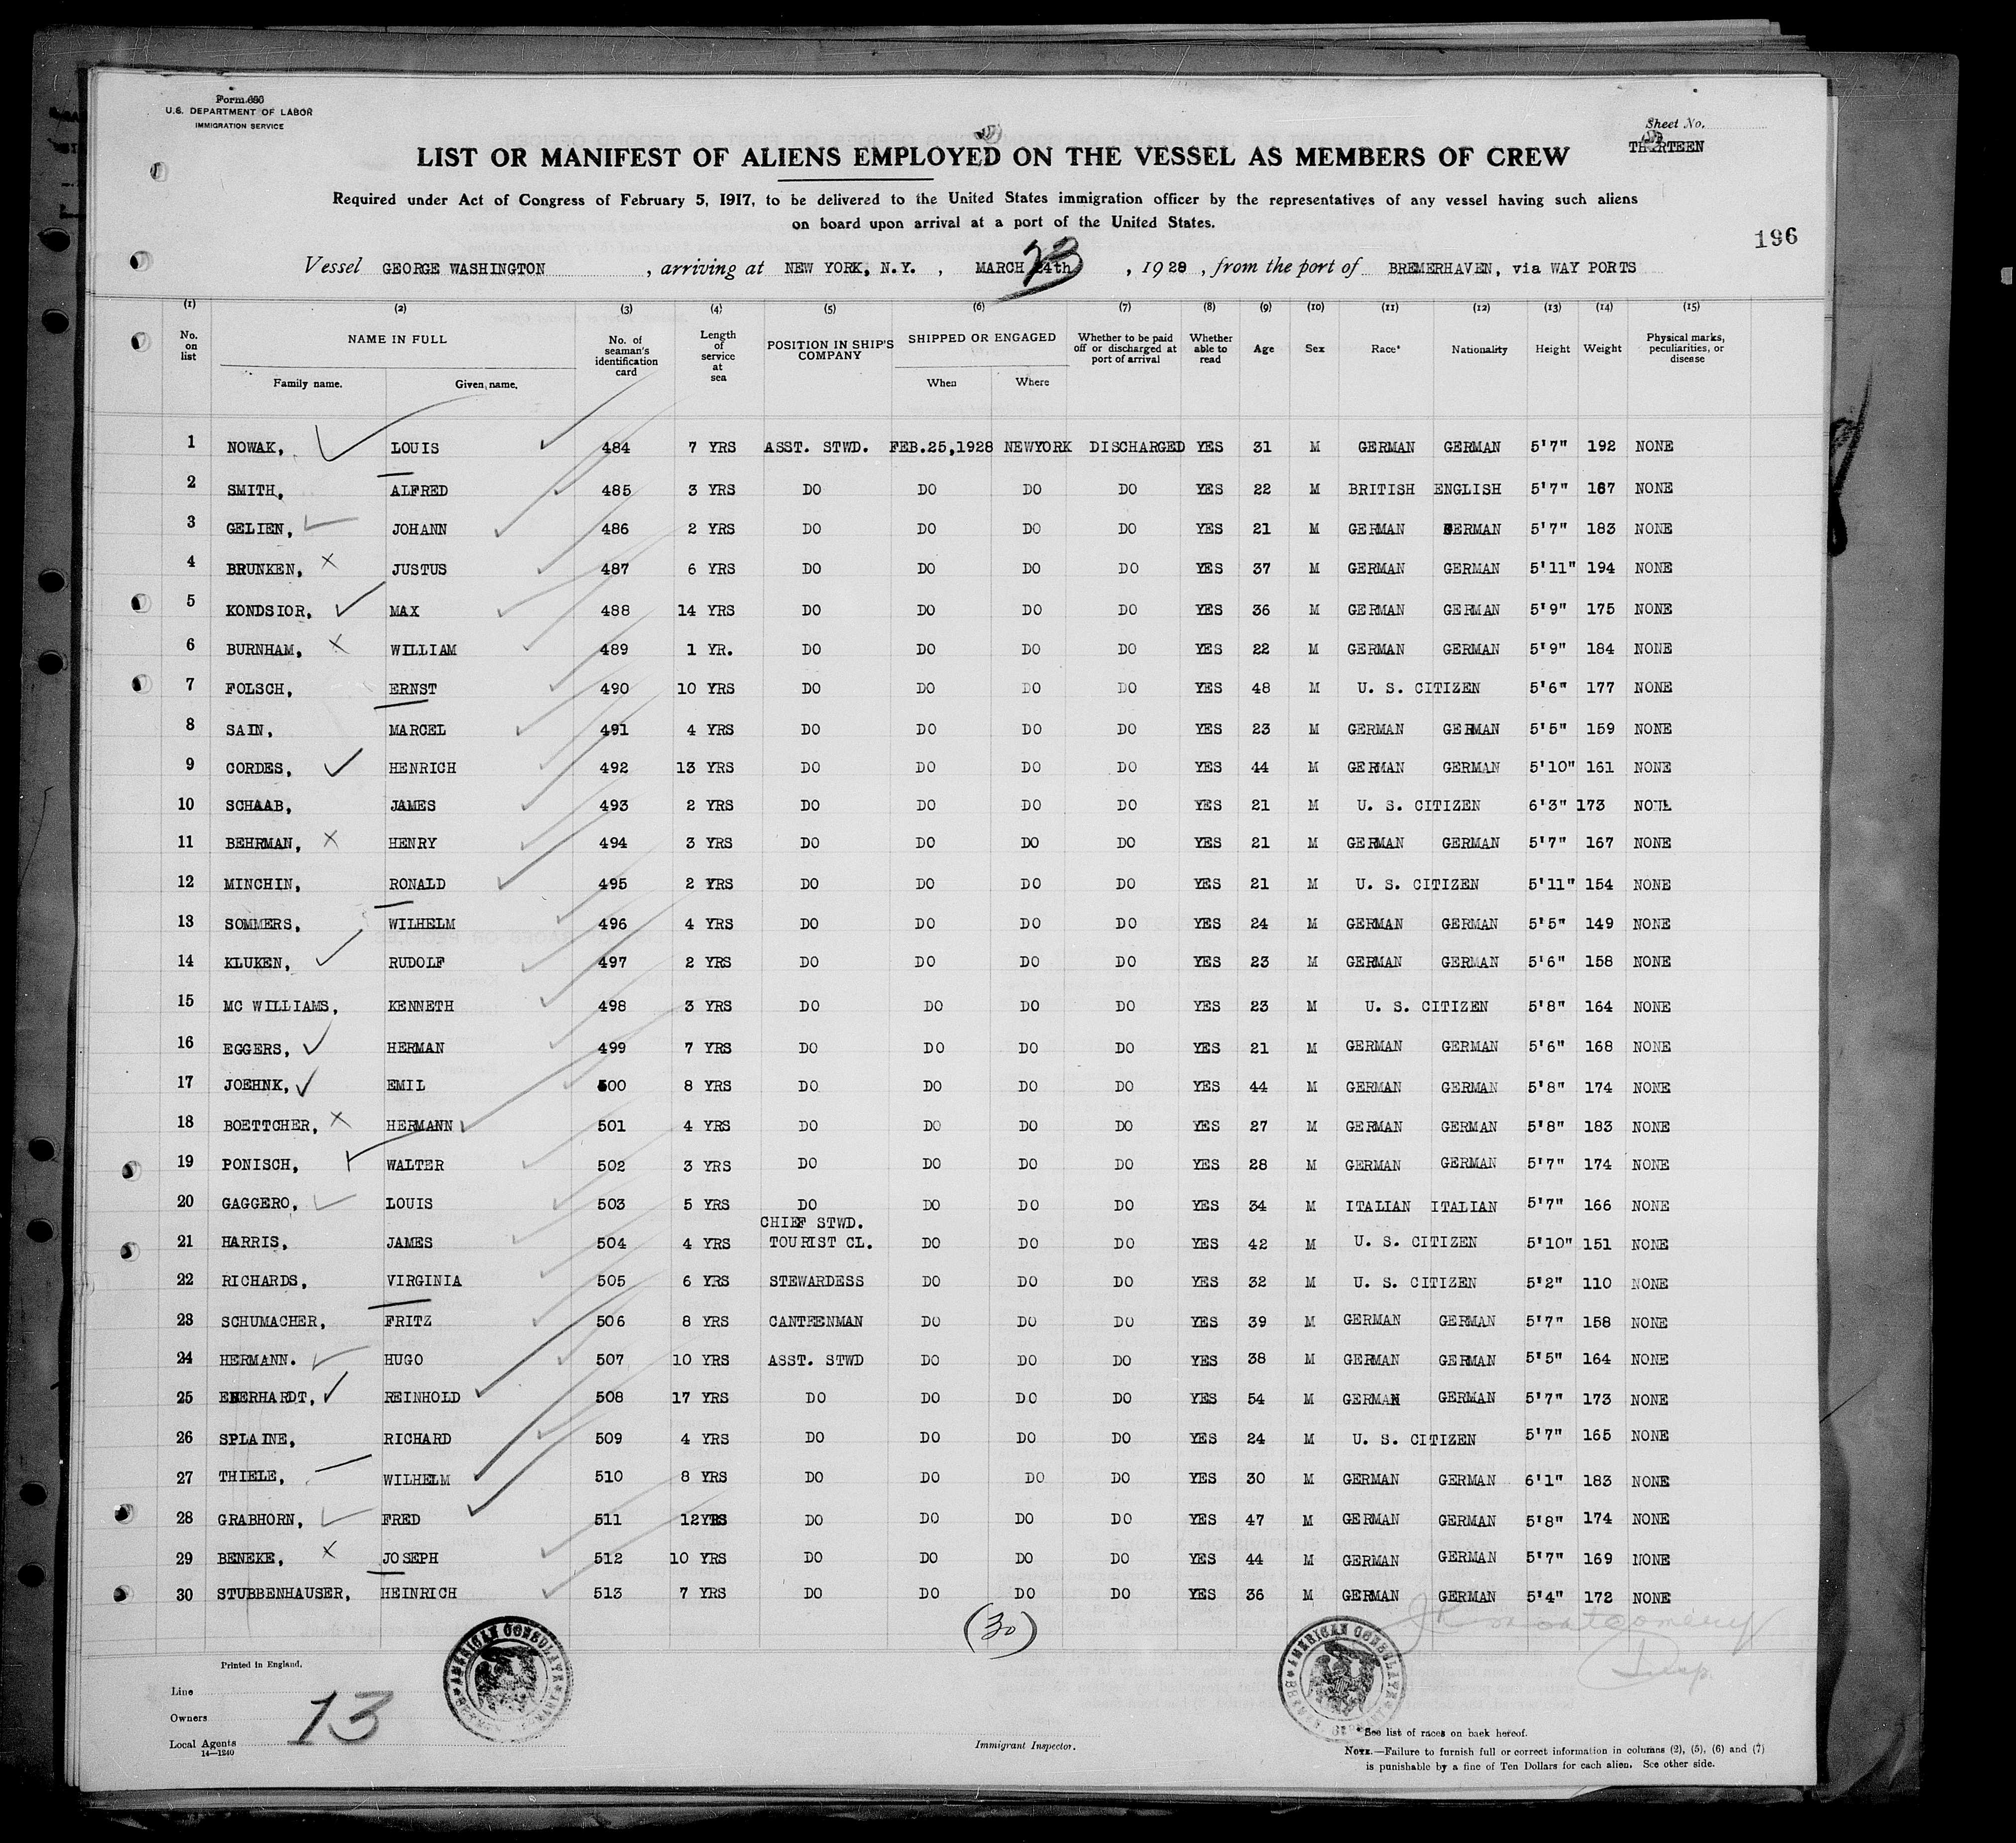 Form 680
U.S. DEPARTMENT OF LABOR
IMMIGRATION SERVICE
Sheet No.
THIRTEEN
LIST OR MANIFEST OF ALIENS EMPLOYED ON THE VESSEL AS MEMBERS OF CREW
Required under Act of Congress of February 5, 1917, to be delivered to the United States immigration officer by the representatives of any vessel having such aliens
on board upon arrival at a port of the United States.
196
Vessel GEORGE WASHINGTON , arriving at NEW YORK, N.Y. , MARCH 24th 23 , 1928 , from the port of BREMERHAVEN, via WAY PORTS
(1) (2) (3) (4) (5) (6) (7) (8) (9) (10) (11) (12) (13) (14) (15)
No. on list NAME IN FULL Family name. Given name. No. of seaman's identification card Length of service at sea POSITION IN SHIP'S COMPANY SHIPPED OR ENGAGED When Where Whether to be paid off or discharged at port of arrival Whether able to read Age Sex Race* Nationality Height Weight Physical marks, peculiarities, or disease
1 NOWAK, LOUIS 484 7 YRS ASST. STWD. FEB.25,1928 NEWYORK DISCHARGED YES 31 M GERMAN GERMAN 5'7" 192 NONE
2 SMITH, ALFRED 485 3 YRS DO DO DO DO YES 22 M BRITISH ENGLISH 5'7" 167 NONE
3 GELIEN, JOHANN 486 2 YRS DO DO DO DO YES 21 M GERMAN GERMAN 5'7" 183 NONE
4 BRUNKEN, JUSTUS 487 6 YRS DO DO DO DO YES 37 M GERMAN GERMAN 5'11" 194 NONE
5 KONDSIOR, MAX 488 14 YRS DO DO DO DO YES 36 M GERMAN GERMAN 5'9" 175 NONE
6 BURNHAM, WILLIAM 489 1 YR. DO DO DO DO YES 22 M GERMAN GERMAN 5'9" 184 NONE
7 FOLSCH, ERNST 490 10 YRS DO DO DO DO YES 48 M U. S. CITIZEN 5'6" 177 NONE
8 SAIN, MARCEL 491 4 YRS DO DO DO DO YES 23 M GERMAN GERMAN 5'5" 159 NONE
9 CORDES, HENRICH 492 13 YRS DO DO DO DO YES 44 M GERMAN GERMAN 5'10" 161 NONE
10 SCHAAB, JAMES 493 2 YRS DO DO DO DO YES 21 M U. S. CITIZEN 6'3" 173
11 BEHRMAN, HENRY 494 3 YRS DO DO DO DO YES 21 M GERMAN GERMAN 5'7" 167 NONE
12 MINCHIN, RONALD 495 2 YRS DO DO DO DO YES 21 M U. S. CITIZEN 5'11" 154 NONE
13 SOMMERS, WILHELM 496 4 YRS DO DO DO DO YES 24 M GERMAN GERMAN 5'5" 149 NONE
14 KLUKEN, RUDOLF 497 2 YRS DO DO DO DO YES 23 M GERMAN GERMAN 5'6" 158 NONE
15 MC WILLIAMS, KENNETH 498 3 YRS DO DO DO DO YES 23 M U. S. CITIZEN 5'8" 164 NONE
16 EGGERS, HERMAN 499 7 YRS DO DO DO DO YES 21 M GERMAN GERMAN 5'6" 168 NONE
17 JOEHNK, EMIL 500 8 YRS DO DO DO DO YES 44 M GERMAN GERMAN 5'8" 174 NONE
18 BOETTCHER, HERMANN 501 4 YRS DO DO DO DO YES 27 M GERMAN GERMAN 5'8" 183 NONE
19 PONISCH, WALTER 502 3 YRS DO DO DO DO YES 28 M GERMAN GERMAN 5'7" 174 NONE
20 GAGGERO, LOUIS 503 5 YRS DO DO DO DO YES 34 M ITALIAN ITALIAN 5'7" 166 NONE
21 HARRIS, JAMES 504 4 YRS CHIEF STWD. TOURIST CL. DO DO DO YES 42 M U. S. CITIZEN 5'10" 151 NONE
22 RICHARDS, VIRGINIA 505 6 YRS STEWARDESS DO DO DO YES 32 M U. S. CITIZEN 5'2" 110 NONE
23 SCHUMACHER, FRITZ 506 8 YRS CANTEENMAN DO DO DO YES 39 M GERMAN GERMAN 5'7" 158 NONE
24 HERMANN. HUGO 507 10 YRS ASST. STWD DO DO DO YES 38 M GERMAN GERMAN 5'5" 164 NONE
25 REINHOLD 508 17 YRS DO DO DO DO YES 54 M GERMAN GERMAN 5'7" 173 NONE
26 SPLAINE, RICHARD 509 4 YRS DO DO DO DO YES 24 M U. S. CITIZEN 5'7" 165 NONE
27 THIELE, WILHELM 510 8 YRS DO DO DO DO YES 30 M GERMAN GERMAN 6'1" 183 NONE
28 GRABHORN, FRED 511 12YRS DO DO DO DO YES 47 M GERMAN GERMAN 5'8" 174 NONE
29 BENEKE, JOSEPH 512 10 YRS DO DO DO DO YES 44 M GERMAN GERMAN 5'7" 169 NONE
30 STUBBENHAUSER, HEINRICH 513 7 YRS DO DO DO DO YES 36 M GERMAN GERMAN 5'4" 172 NONE
(30)
AMERICAN CONSULATE
AMERICAN CONSULATE
Printed in England.
Line
Owners
Local Agents
14—1240
13
Immigrant Inspector.
*See list of races on back hereof.
NOTE.—Failure to furnish full or correct information in columns (2), (5), (6) and (7)
is punishable by a fine of Ten Dollars for each alien. See other side.